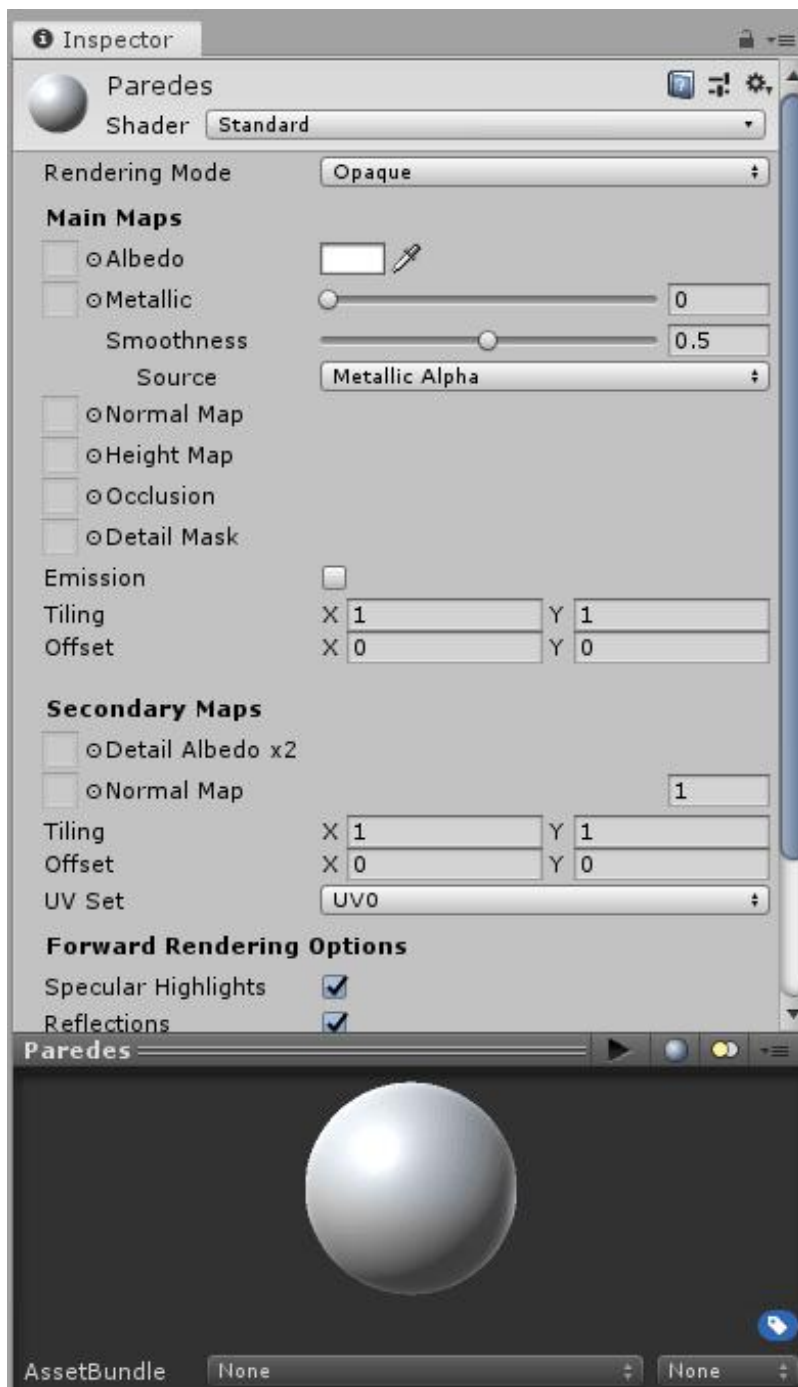 Inspector
Paredes
Shader Standard
Rendering Mode Opaque
Main Maps
Albedo
Metallic 0
Smoothness 0.5
Source Metallic Alpha
Normal Map
Height Map
Occlusion
Detail Mask
Emission
Tiling X 1 Y 1
Offset X 0 Y 0
Secondary Maps
Detail Albedo x2
Normal Map 1
Tiling X 1 Y 1
Offset X 0 Y 0
UV Set UV0
Forward Rendering Options
Specular Highlights
Reflections
Paredes
AssetBundle None None